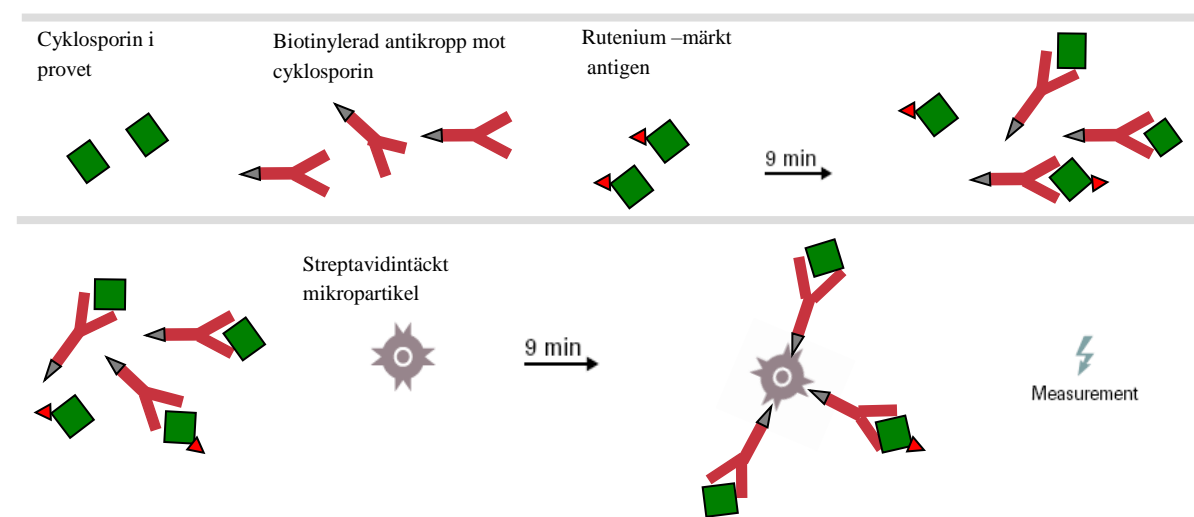 Cyklosporin i
provet
Biotinylerad antikropp mot
cyklosporin
Rutenium –märkt
antigen
9 min
Streptavidintäckt
mikropartikel
9 min
Measurement